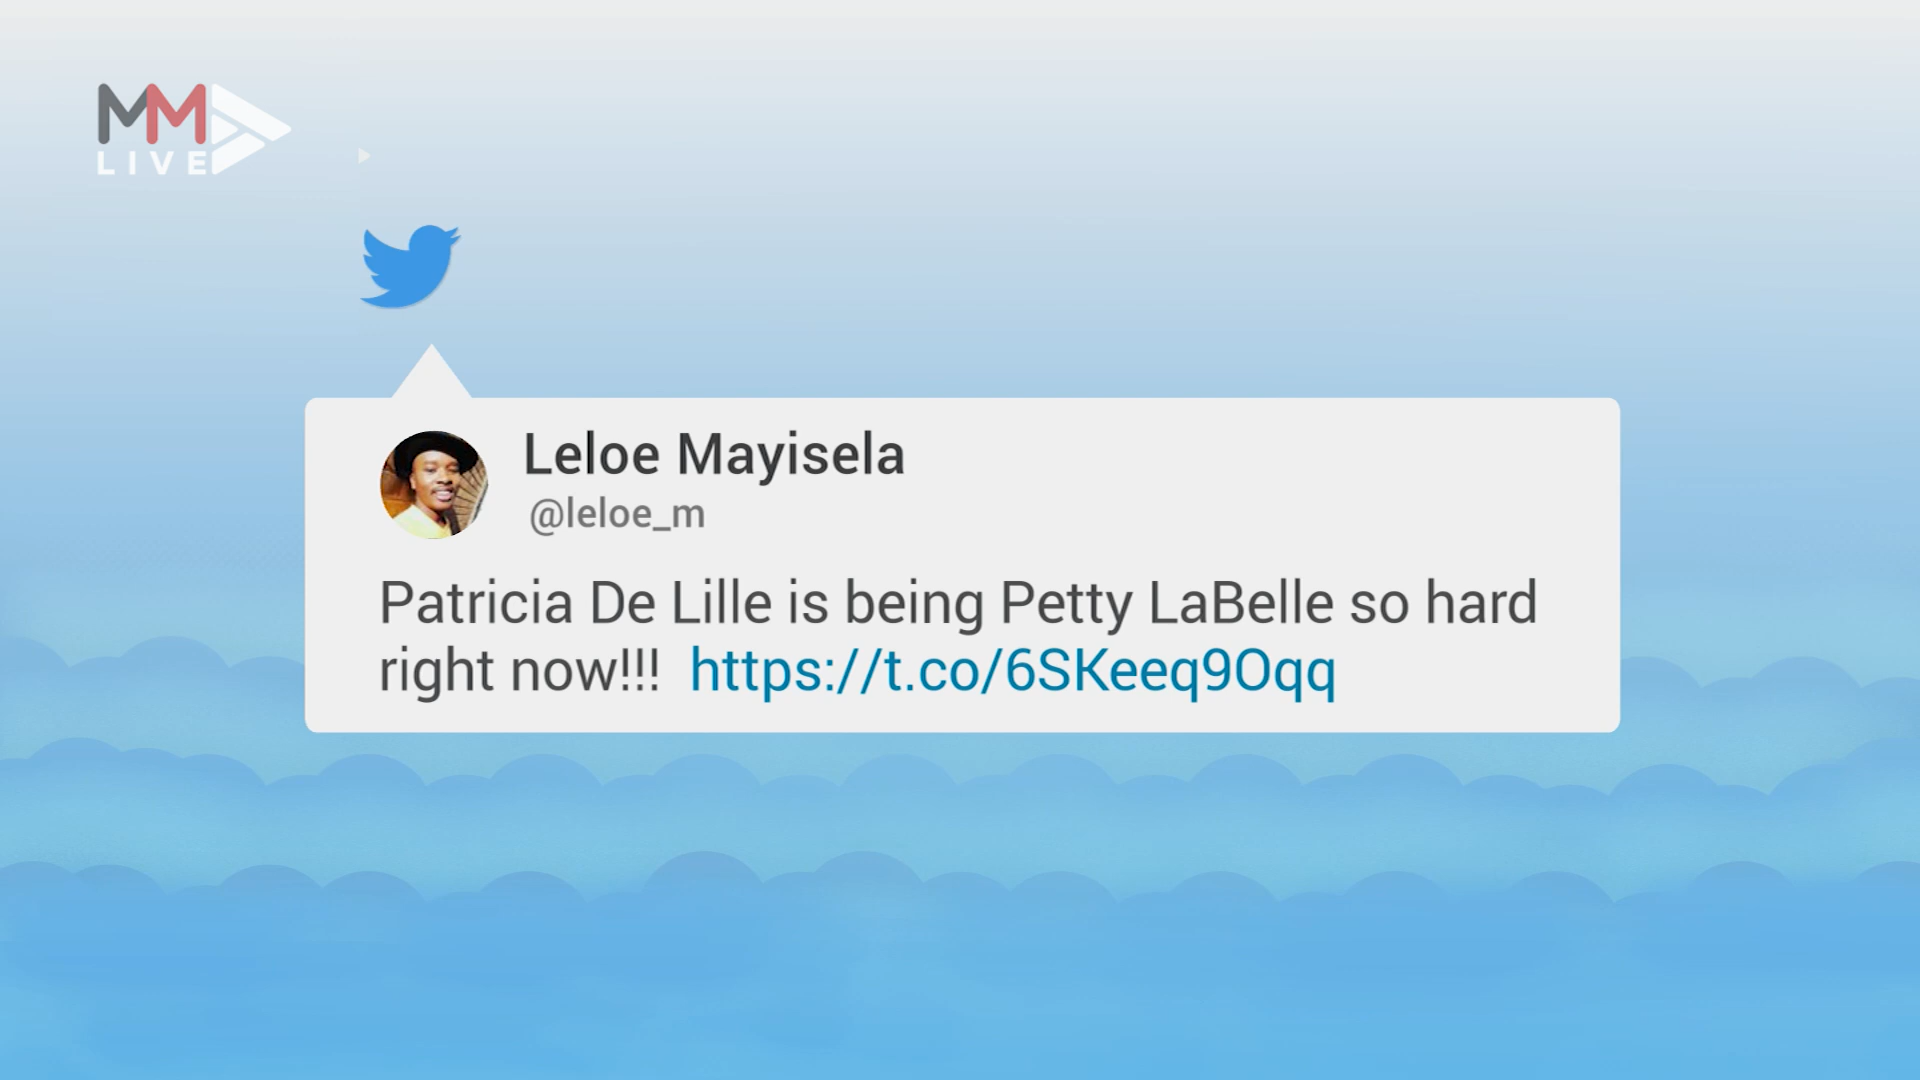 MM
LIVE
Leloe Mayisela
@leloe_m
Patricia De Lille is being Petty LaBelle so hard
right now!!! https://t.co/6SKeeq9Oqq